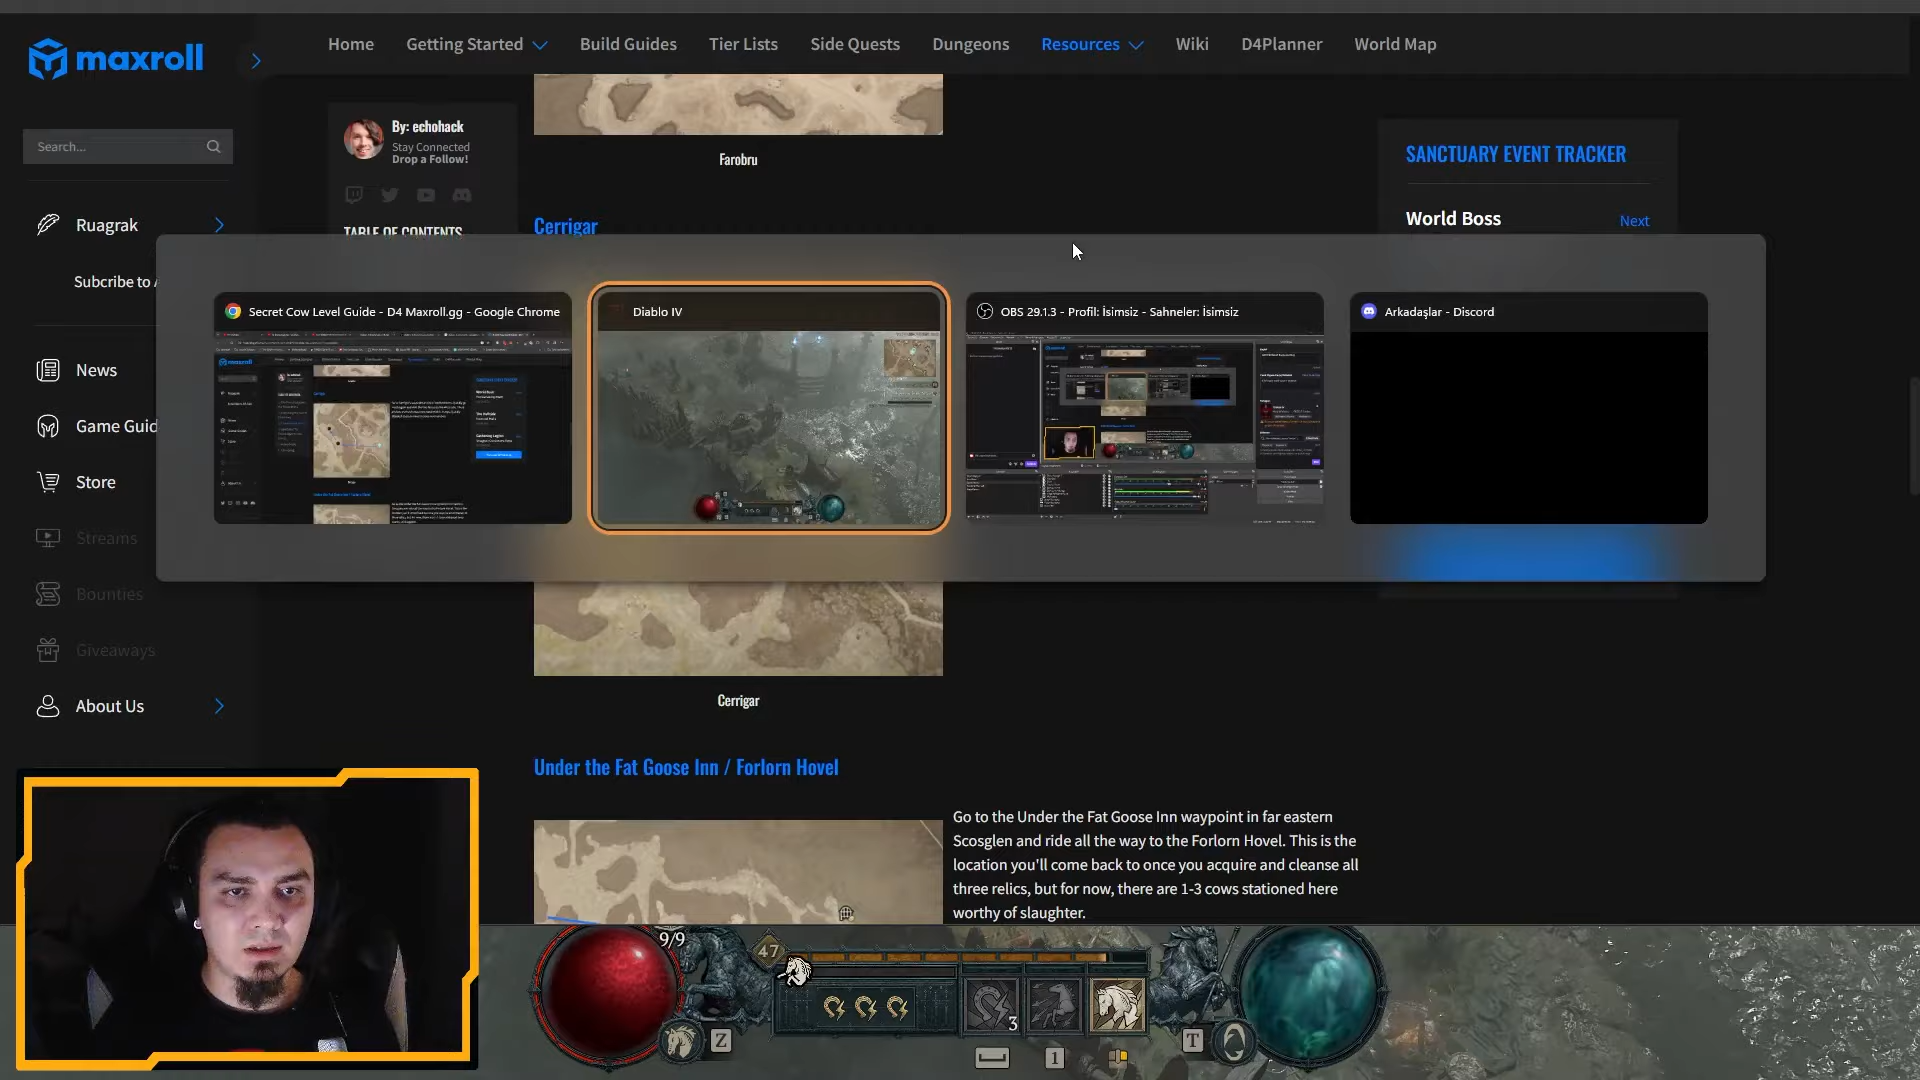 maxroll
Home
Getting Started
Build Guides
Tier Lists
Side Quests
Dungeons
Resources
Wiki
D4Planner
World Map
Search...
By: echohack
Stay Connected
Drop a Follow!
TABLE OF CONTENTS
Farobru
SANCTUARY EVENT TRACKER
World Boss
Next
Ruagrak
Subcribe to
Cerrigar
Secret Cow Level Guide - D4 Maxroll.gg - Google Chrome
Diablo IV
OBS 29.1.3 - Profil: İsimsiz - Sahneler: İsimsiz
Arkadaşlar - Discord
News
Game Guid
Store
Streams
Bounties
Giveaways
About Us
Cerrigar
Under the Fat Goose Inn / Forlorn Hovel
Go to the Under the Fat Goose Inn waypoint in far eastern
Scosglen and ride all the way to the Forlorn Hovel. This is the
location you'll come back to once you acquire and cleanse all
three relics, but for now, there are 1-3 cows stationed here
worthy of slaughter.
9/9
47
3
Z
T
1